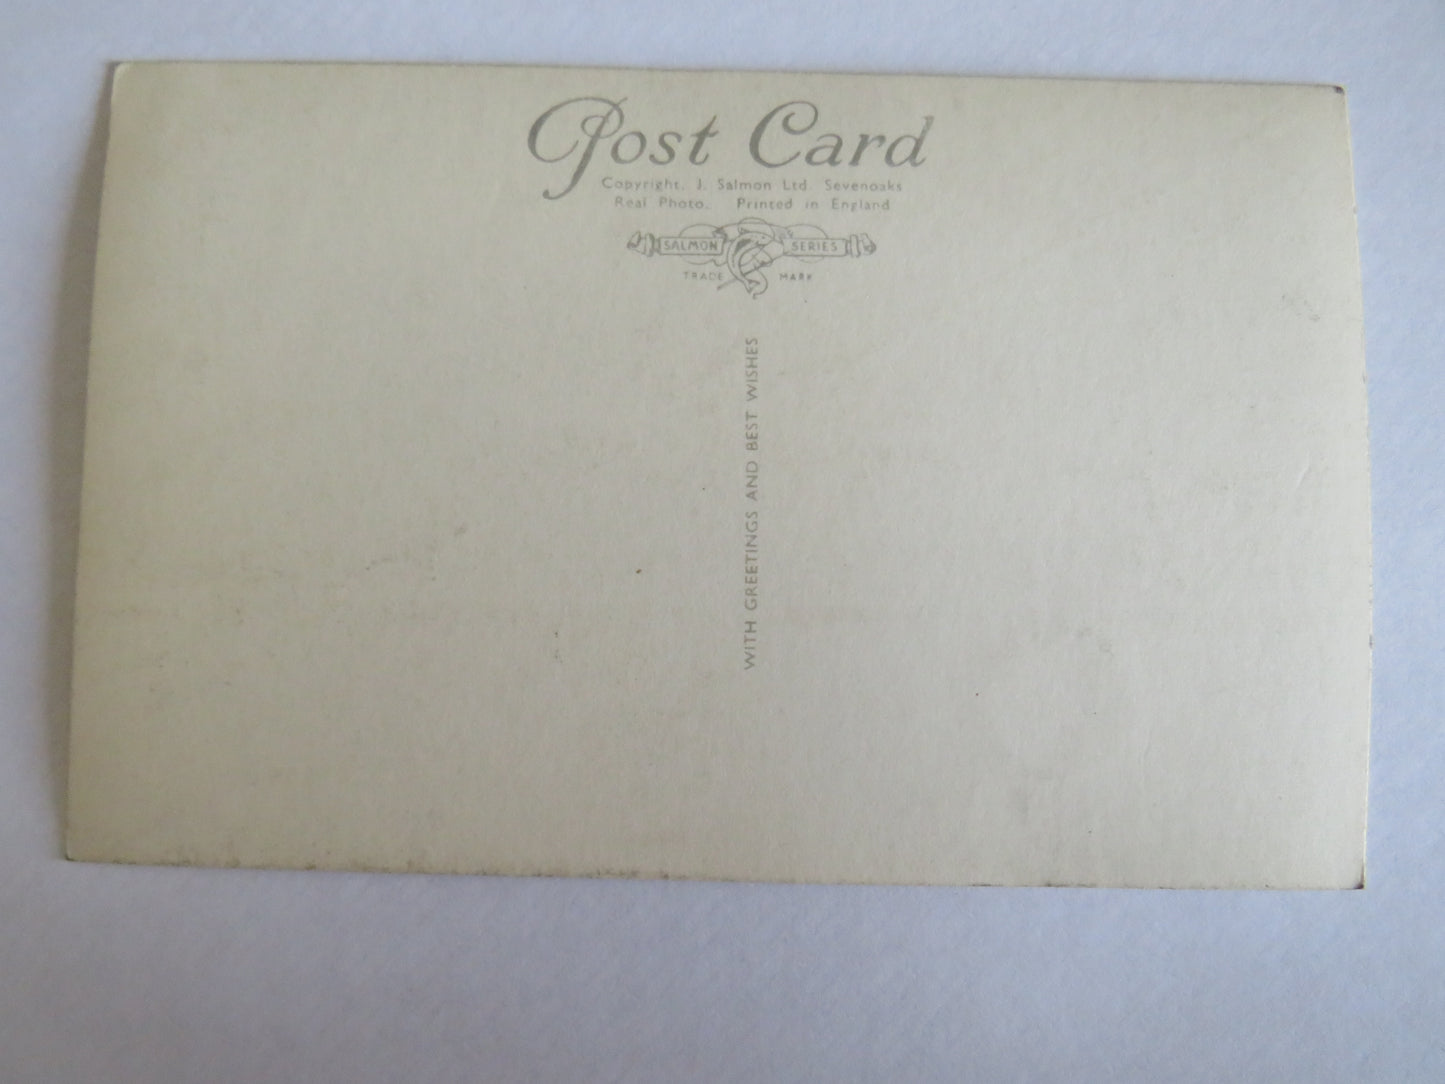 Post Card
Copyright. J. Salmon Ltd. Sevenoaks
Real Photo. Printed in England
SALMON SERIES
TRADE MARK
WITH GREETINGS AND BEST WISHES